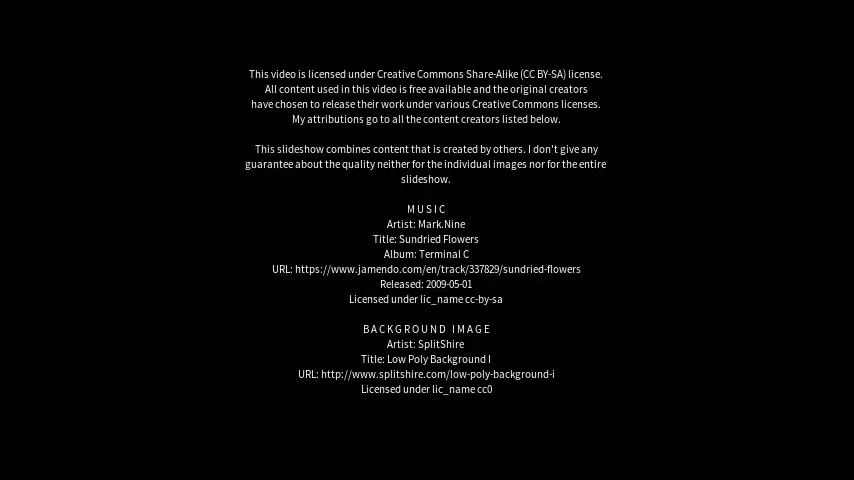 This video is licensed under Creative Commons Share-Alike (CC BY-SA) license.
All content used in this video is free available and the original creators
have chosen to release their work under various Creative Commons licenses.
My attributions go to all the content creators listed below.
This slideshow combines content that is created by others. I don't give any
guarantee about the quality neither for the individual images nor for the entire
slideshow.
MUSIC
Artist: Mark.Nine
Title: Sundried Flowers
Album: Terminal C
URL: https://www.jamendo.com/en/track/337829/sundried-flowers
Released: 2009-05-01
Licensed under lic_name cc-by-sa
BACKGROUND IMAGE
Artist: SplitShire
Title: Low Poly Background I
URL: http://www.splitshire.com/low-poly-background-i
Licensed under lic_name cc0